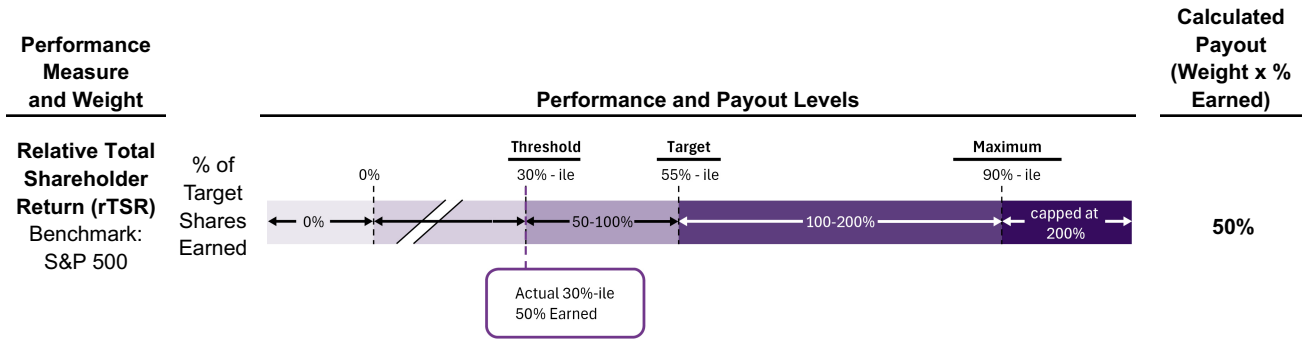 Performance
Measure
and Weight
Performance and Payout Levels
Calculated
Payout
(Weight x %
Earned)
Relative Total
Shareholder
Return (rTSR)
Benchmark:
S&P 500
% of
Target
Shares
Earned
0%
Threshold
30% - ile
Target
55% - ile
Maximum
90% - ile
0%
50-100%
100-200%
capped at
200%
Actual 30%-ile
50% Earned
50%